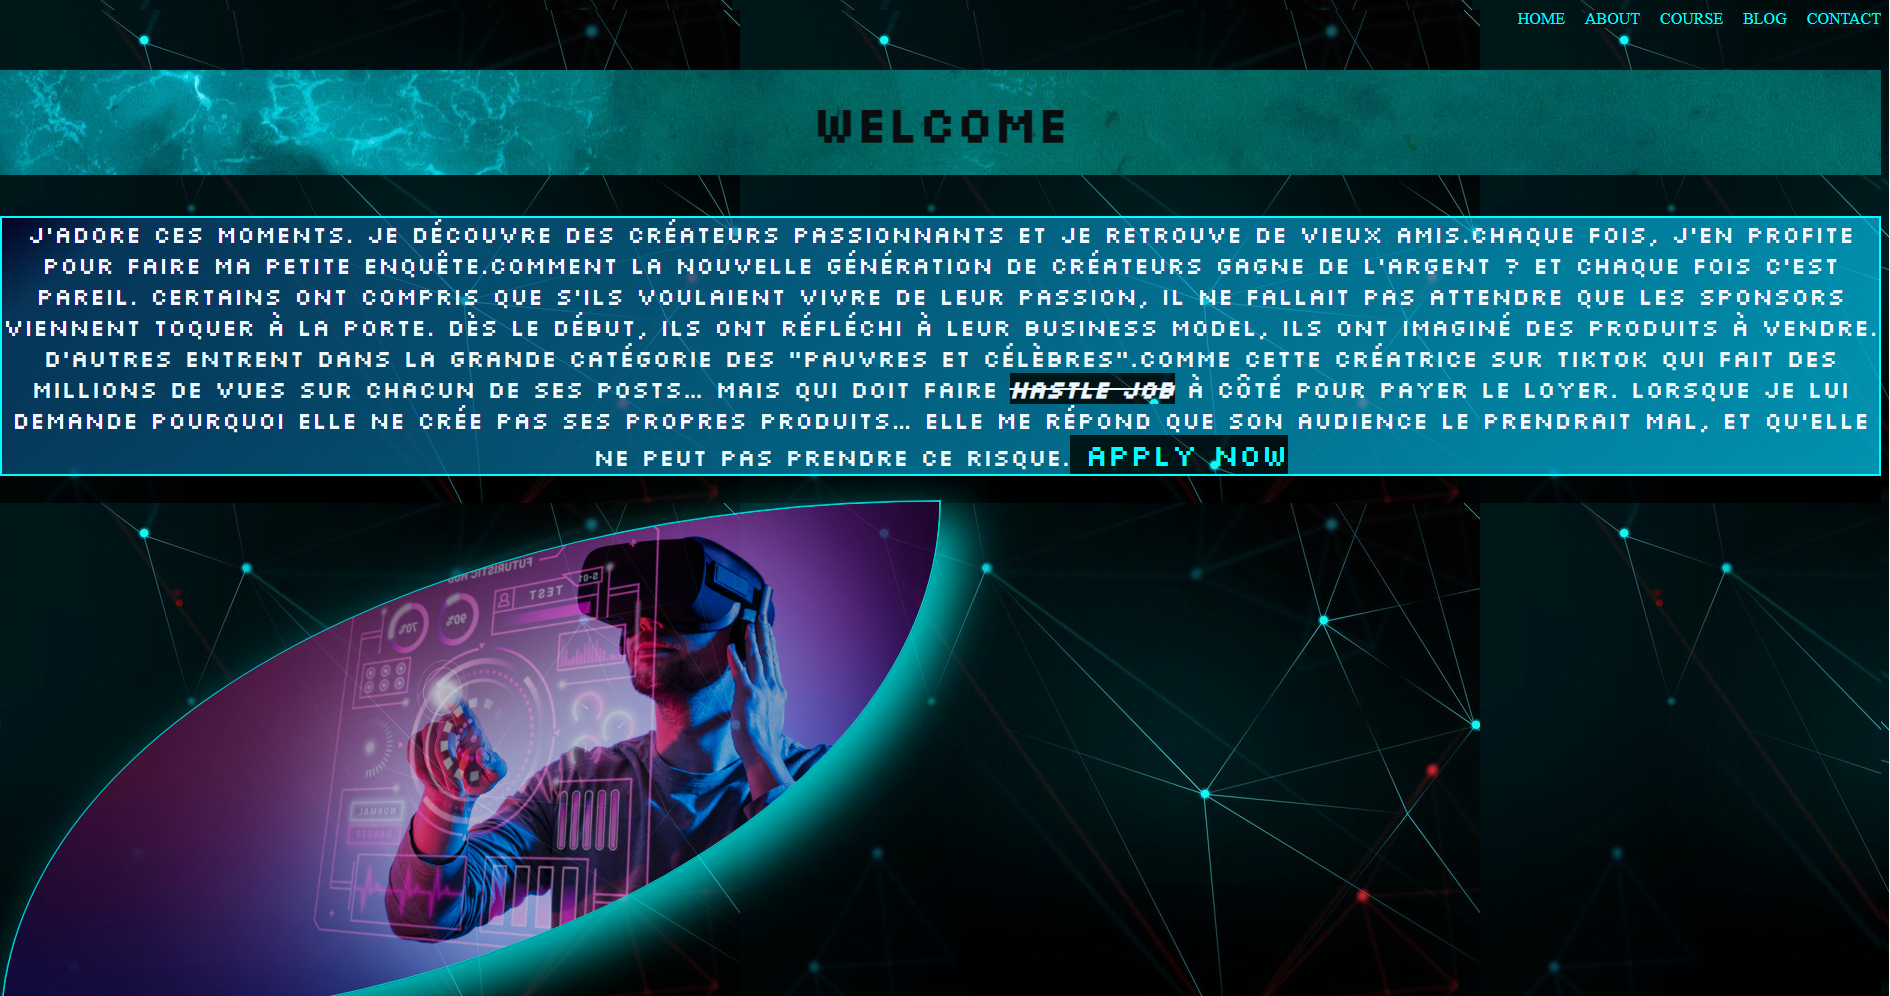 HOME ABOUT COURSE BLOG CONTACT
WELCOME
J'ADORE CES MOMENTS. JE DÉCOUVRE DES CRÉATEURS PASSIONNANTS ET JE RETROUVE DE VIEUX AMIS.CHAQUE FOIS, J'EN PROFITE
POUR FAIRE MA PETITE ENQUÊTE.COMMENT LA NOUVELLE GÉNÉRATION DE CRÉATEURS GAGNE DE L'ARGENT ? ET CHAQUE FOIS C'EST
PAREIL. CERTAINS ONT COMPRIS QUE S'ILS VOULAIENT VIVRE DE LEUR PASSION, IL NE FALLAIT PAS ATTENDRE QUE LES SPONSORS
VIENNENT TOQUER À LA PORTE. DÈS LE DÉBUT, ILS ONT RÉFLÉCHI À LEUR BUSINESS MODEL, ILS ONT IMAGINÉ DES PRODUITS À VENDRE.
D'AUTRES ENTRENT DANS LA GRANDE CATÉGORIE DES "PAUVRES ET CÉLÈBRES".COMME CETTE CRÉATRICE SUR TIKTOK QUI FAIT DES
MILLIONS DE VUES SUR CHACUN DE SES POSTS… MAIS QUI DOIT FAIRE HASTLE JOB À CÔTÉ POUR PAYER LE LOYER. LORSQUE JE LUI
DEMANDE POURQUOI ELLE NE CRÉE PAS SES PROPRES PRODUITS… ELLE ME RÉPOND QUE SON AUDIENCE LE PRENDRAIT MAL, ET QU'ELLE
NE PEUT PAS PRENDRE CE RISQUE. APPLY NOW
FUTURISTIC
S-01
TEST
70% 90%
NORMAL
DANGER